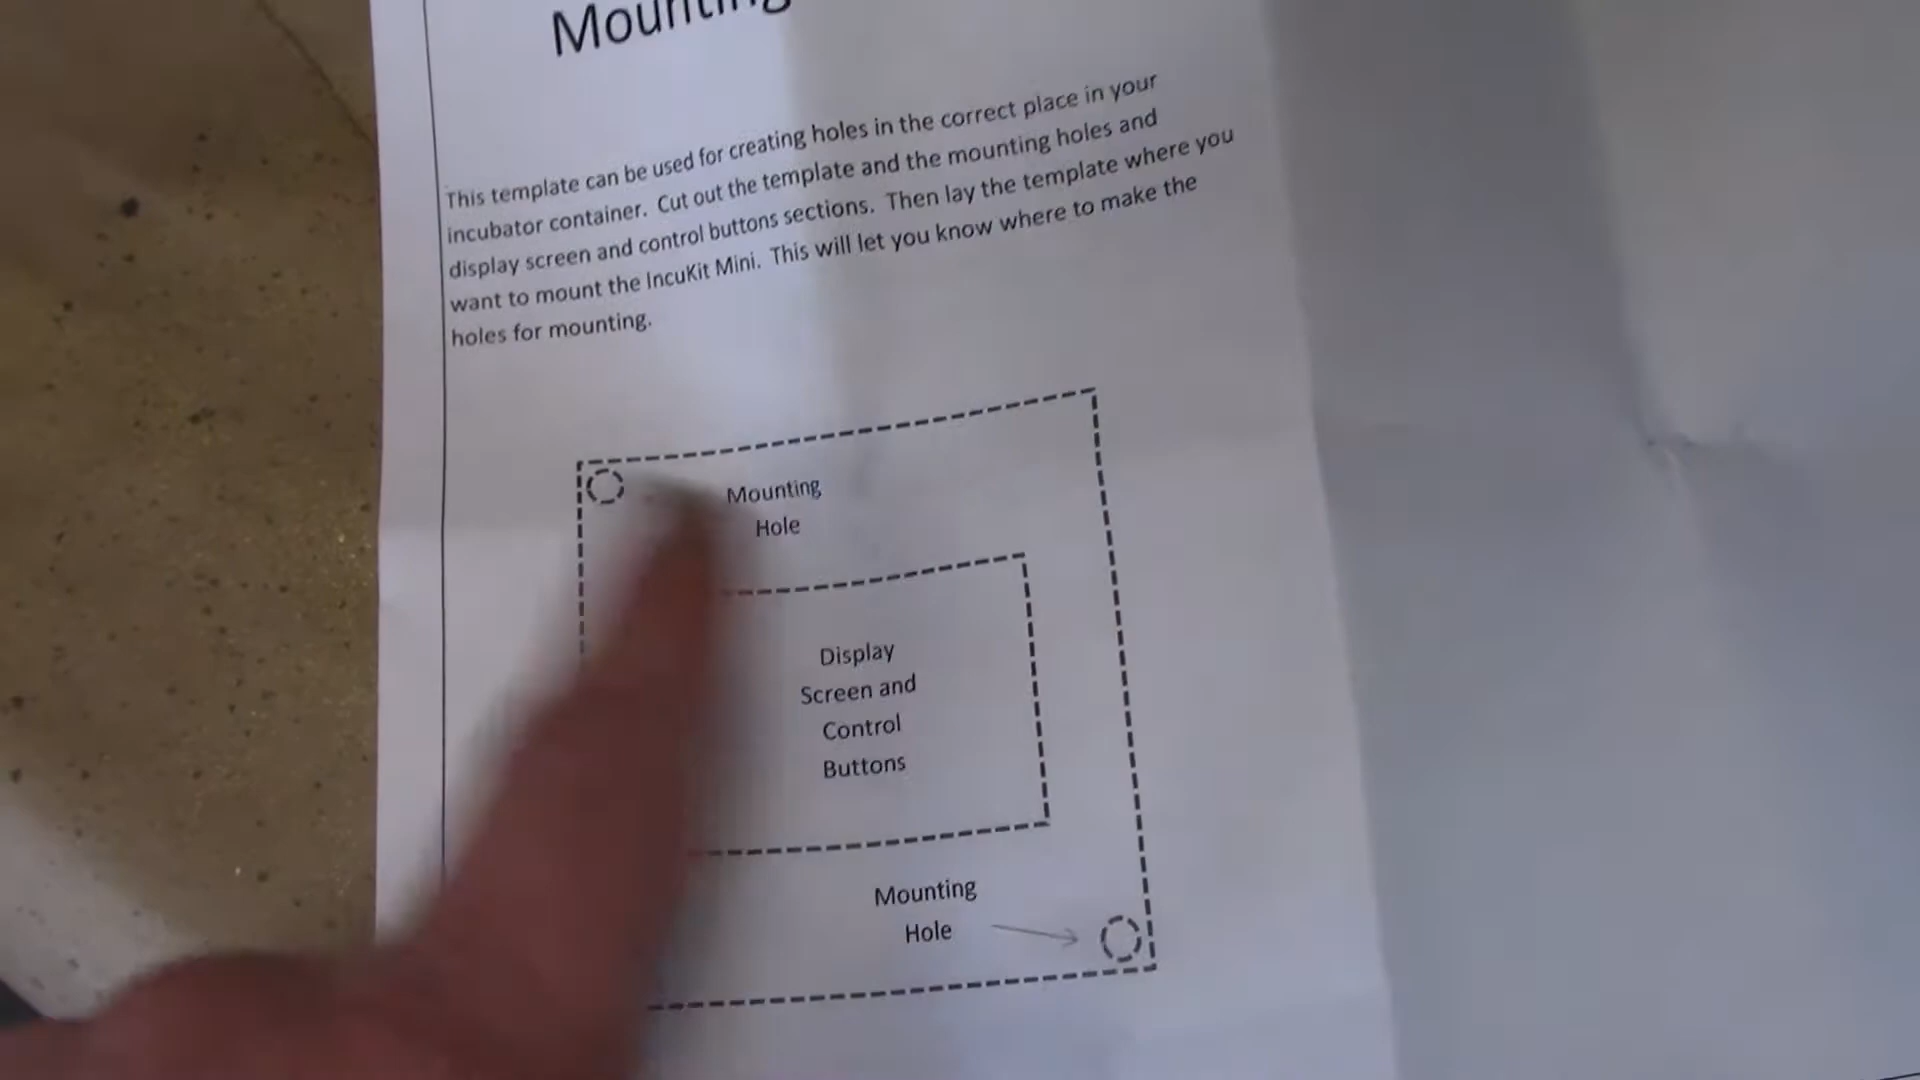 Mounting
This template can be used for creating holes in the correct place in your
incubator container. Cut out the template and the mounting holes and
display screen and control buttons sections. Then lay the template where you
want to mount the IncuKit Mini. This will let you know where to make the
holes for mounting.
Mounting
Hole
Display
Screen and
Control
Buttons
Mounting
Hole